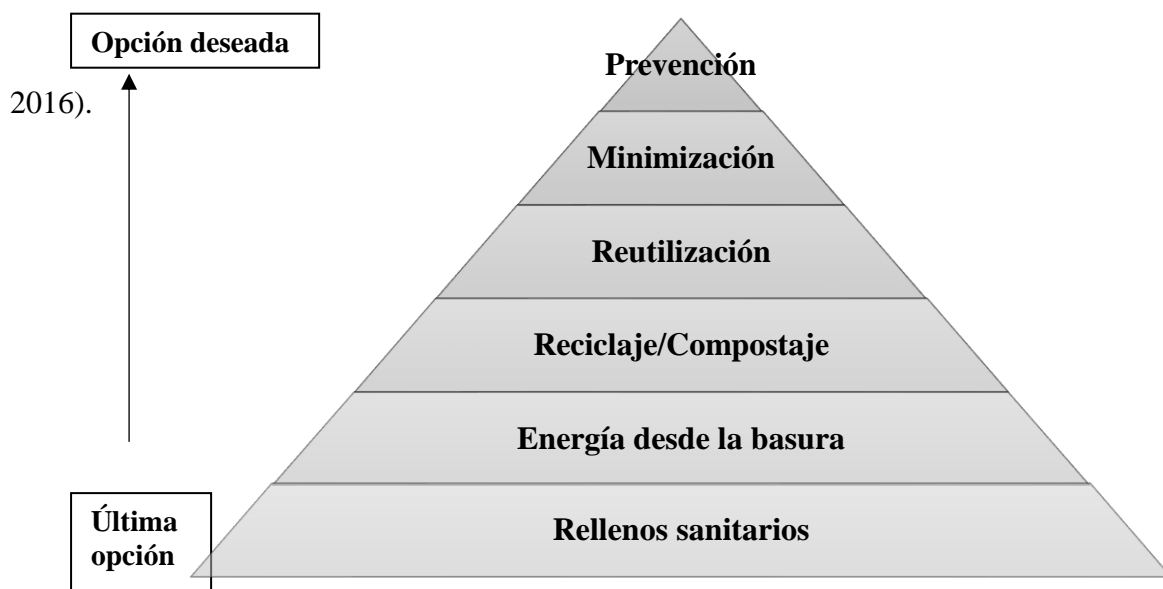 Opción deseada
2016).
Prevención
Minimización
Reutilización
Reciclaje/Compostaje
Energía desde la basura
Rellenos sanitarios
Última
opción